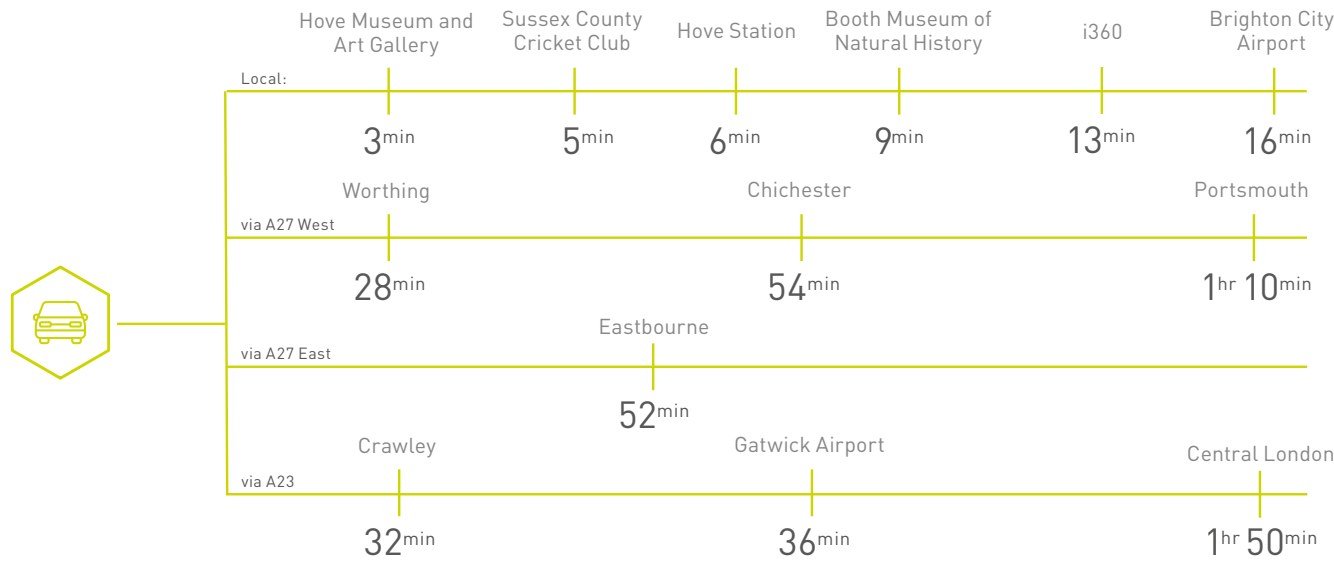 Hove Museum and
Art Gallery
Sussex County
Cricket Club
Hove Station
Booth Museum of
Natural History
i360
Brighton City
Airport
Local:
3min
5min
6min
9min
13min
16min
Worthing
Chichester
Portsmouth
via A27 West
28min
54min
1hr 10min
Eastbourne
via A27 East
52min
Crawley
Gatwick Airport
Central London
via A23
32min
36min
1hr 50min